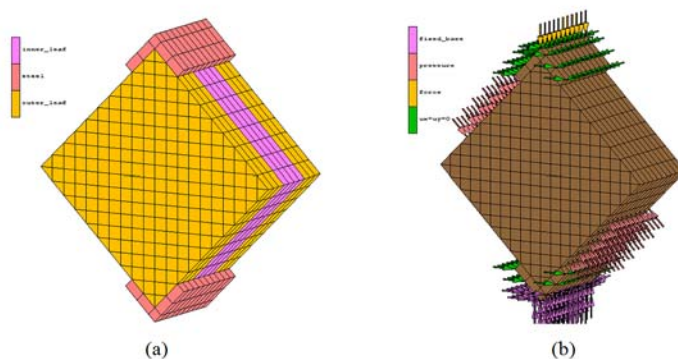 inner_leaf
steel
outer_leaf
fixed_base
pressure
force
ux=uy=0
(a)
(b)